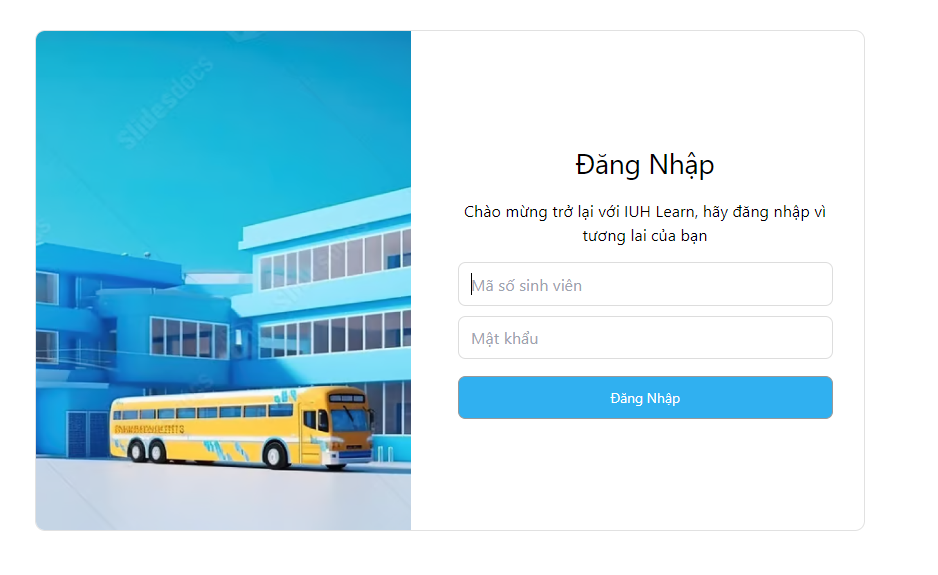 Slidesdocs
Đăng Nhập
Chào mừng trở lại với IUH Learn, hãy đăng nhập vì
tương lai của bạn
Mã số sinh viên
Mật khẩu
Đăng Nhập